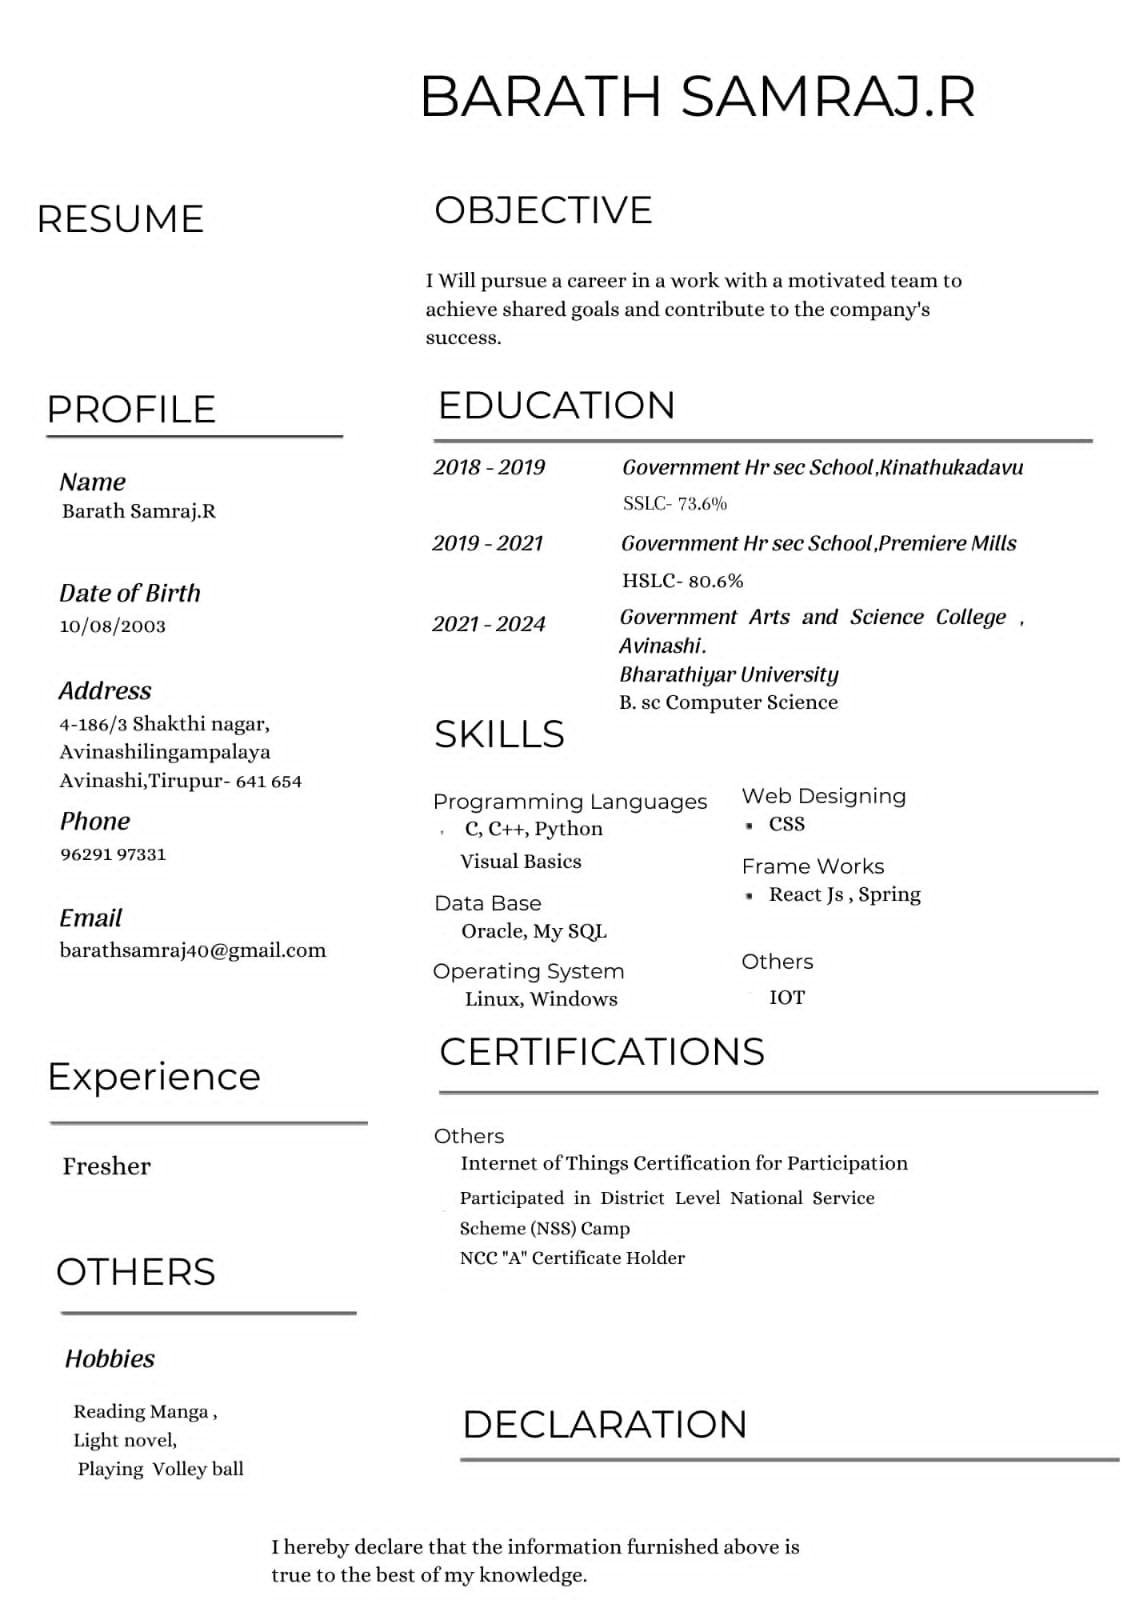 BARATH SAMRAJ.R
RESUME
PROFILE
Name
Barath Samraj.R
Date of Birth
10/08/2003
Address
4-186/3 Shakthi nagar,
Avinashilingampalaya
Avinashi,Tirupur- 641 654
Phone
96291 97331
Email
barathsamraj40@gmail.com
Experience
Fresher
OTHERS
Hobbies
Reading Manga ,
Light novel,
Playing Volley ball
OBJECTIVE
I Will pursue a career in a work with a motivated team to
achieve shared goals and contribute to the company's
success.
EDUCATION
2018 - 2019 Government Hr sec School,Kinathukadavu
SSLC- 73.6%
2019 - 2021 Government Hr sec School,Premiere Mills
HSLC- 80.6%
2021 - 2024 Government Arts and Science College ,
Avinashi.
Bharathiyar University
B. sc Computer Science
SKILLS
Programming Languages
C, C++, Python
Visual Basics
Data Base
Oracle, My SQL
Operating System
Linux, Windows
Web Designing
▪ CSS
Frame Works
▪ React Js , Spring
Others
IOT
CERTIFICATIONS
Others
Internet of Things Certification for Participation
Participated in District Level National Service
Scheme (NSS) Camp
NCC "A" Certificate Holder
DECLARATION
I hereby declare that the information furnished above is
true to the best of my knowledge.